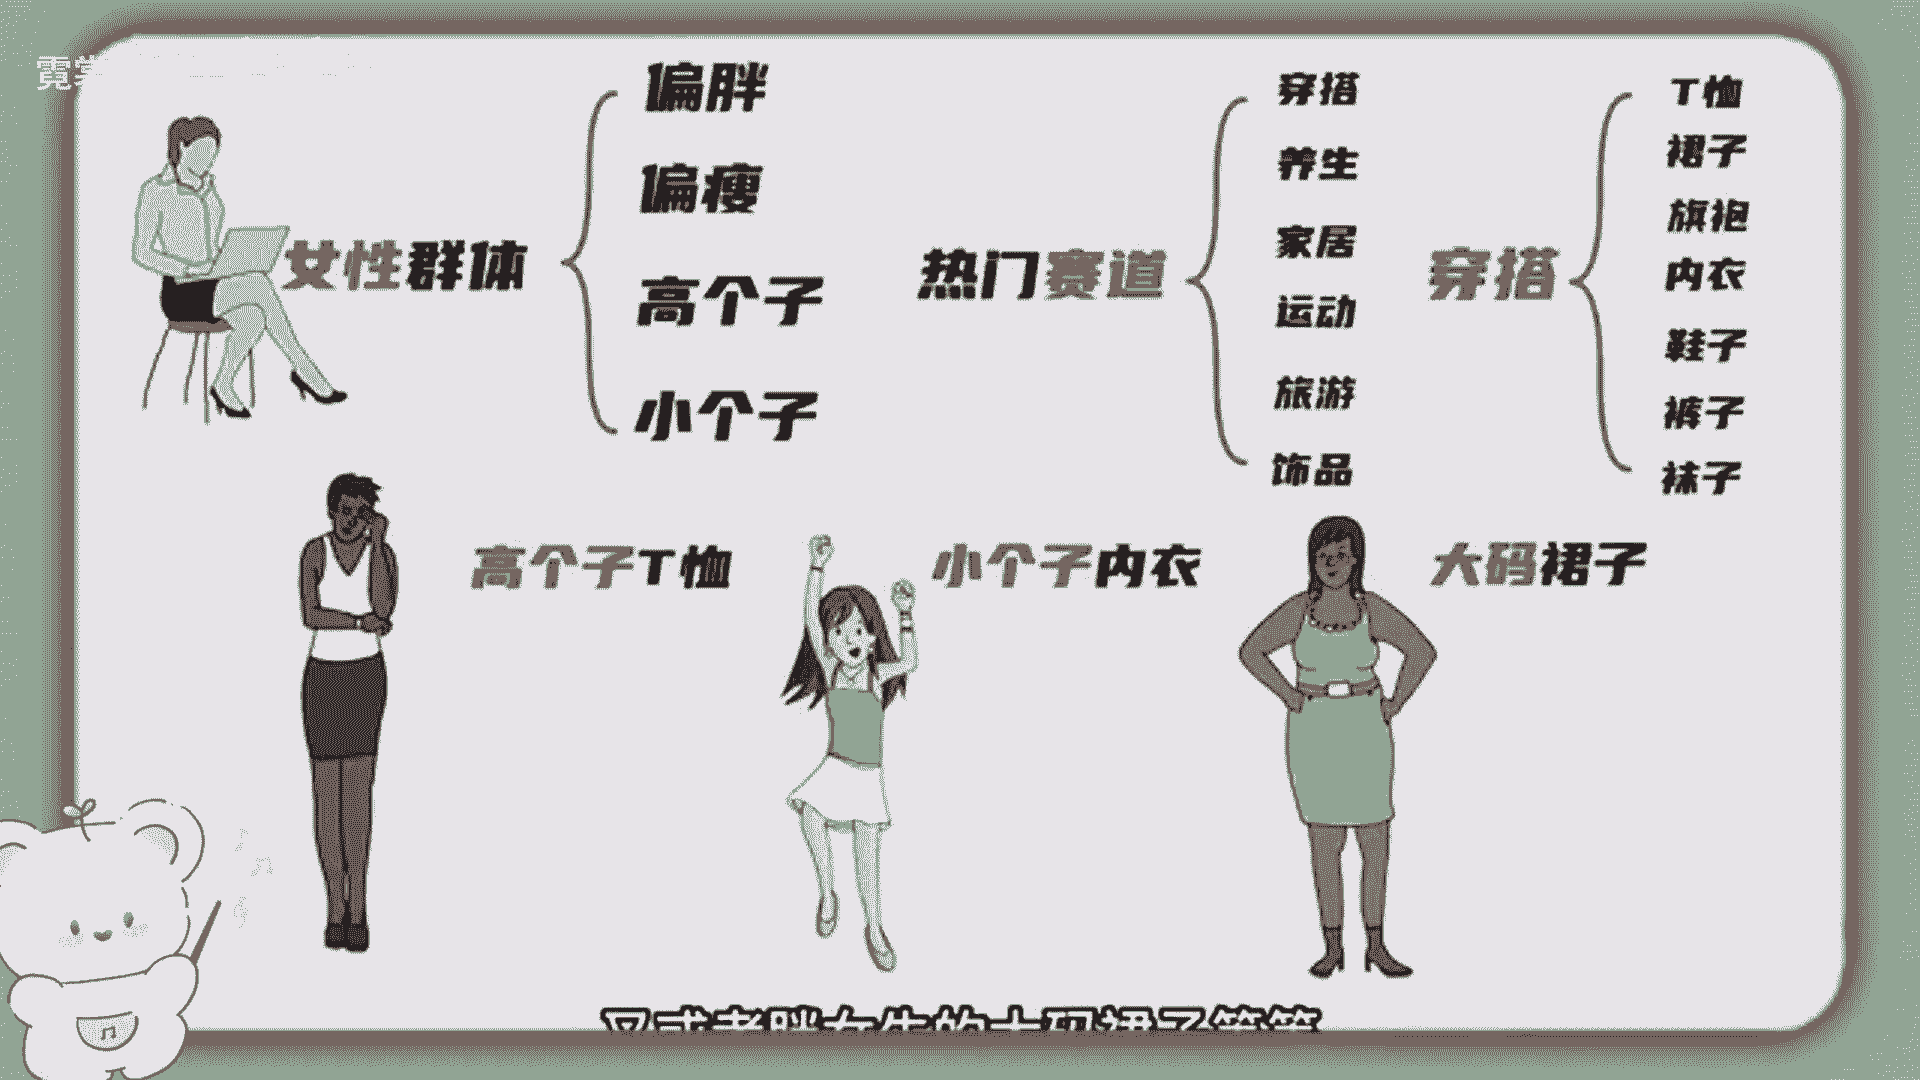 女性群体
偏胖
偏瘦
高个子
小个子
热门赛道
穿搭
养生
家居
运动
旅游
饰品
穿搭
T恤
裙子
旗袍
内衣
鞋子
裤子
袜子
高个子T恤
小个子内衣
大码裙子
又或者胖女生的大码裙子等等